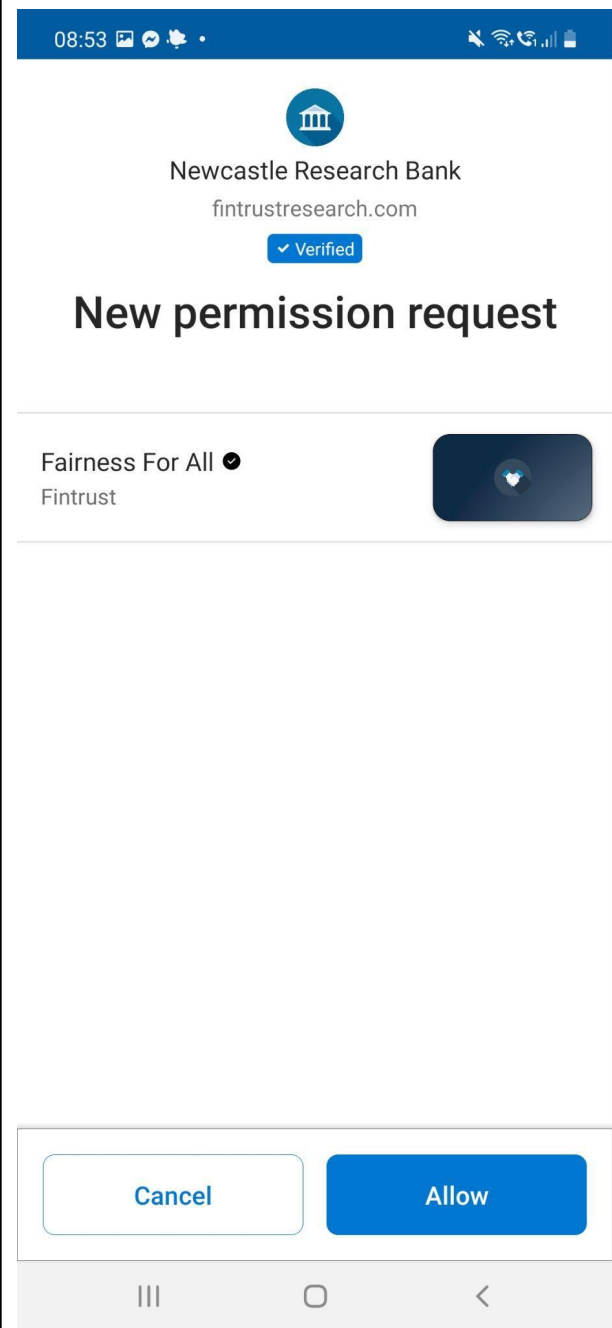 08:53
Newcastle Research Bank
fintrustresearch.com
Verified
New permission request
Fairness For All
Fintrust
Cancel
Allow